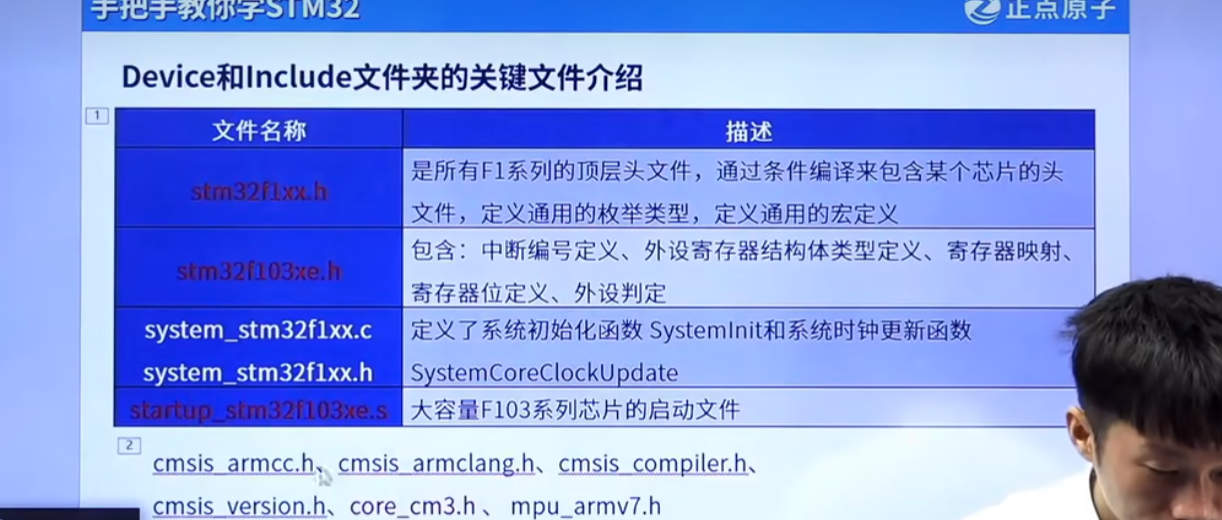 手把手教你学STM32
正点原子
Device和Include文件夹的关键文件介绍
1
文件名称
描述
stm32f1xx.h
是所有F1系列的顶层头文件，通过条件编译来包含某个芯片的头
文件，定义通用的枚举类型，定义通用的宏定义
stm32f103xe.h
包含：中断编号定义、外设寄存器结构体类型定义、寄存器映射、
寄存器位定义、外设判定
system_stm32f1xx.c
定义了系统初始化函数 SystemInit和系统时钟更新函数
system_stm32f1xx.h
SystemCoreClockUpdate
startup_stm32f103xe.s
大容量F103系列芯片的启动文件
2
cmsis_armcc.h、cmsis_armclang.h、cmsis_compiler.h、
cmsis_version.h、core_cm3.h 、 mpu_armv7.h